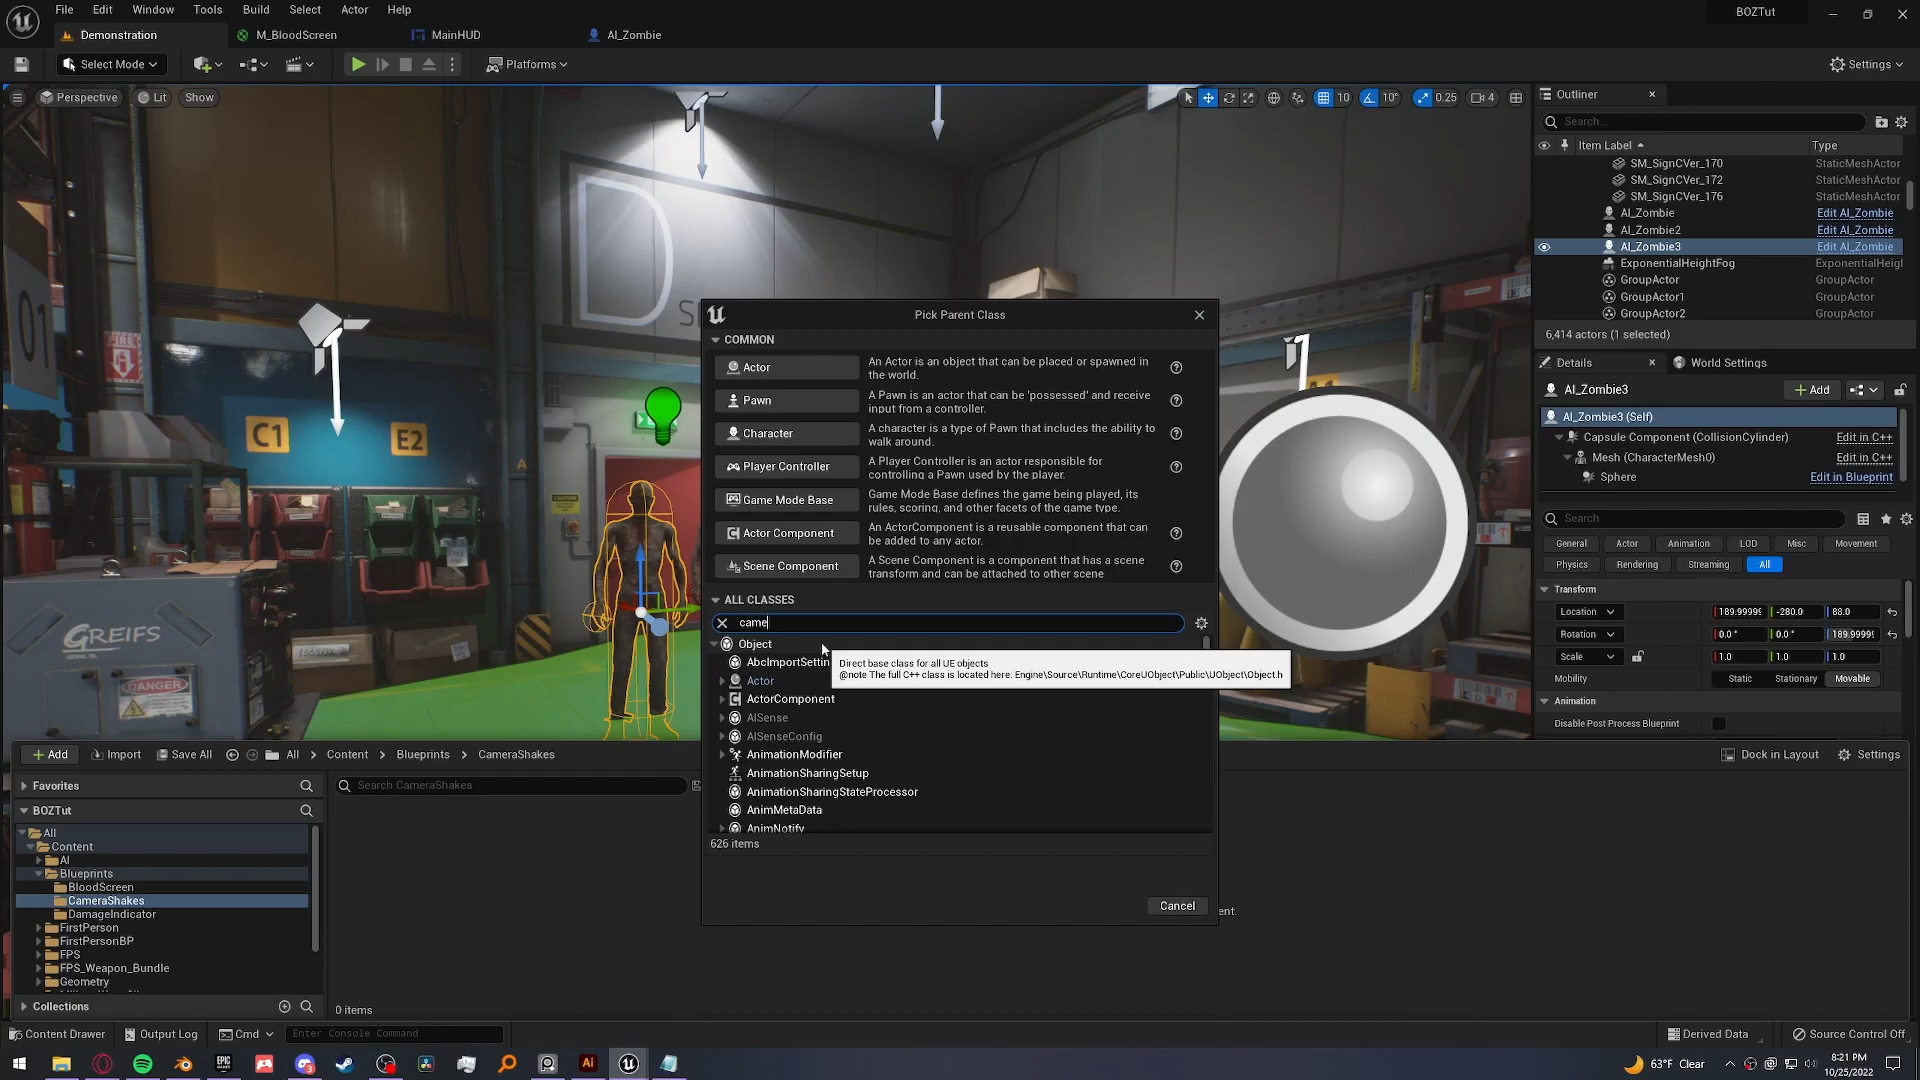 File Edit Window Tools Build Select Actor Help
BOZTut
Demonstration
M_BloodScreen
MainHUD
AI_Zombie
Select Mode
Platforms
Settings
Perspective
Lit
Show
10
10°
0.25
4
Outliner
Search...
Item Label
Type
SM_SignCVer_170 StaticMeshActor
SM_SignCVer_172 StaticMeshActor
SM_SignCVer_176 StaticMeshActor
AI_Zombie Edit AI_Zombie
AI_Zombie2 Edit AI_Zombie
AI_Zombie3 Edit AI_Zombie
ExponentialHeightFog ExponentialHeigl
GroupActor GroupActor
GroupActor1 GroupActor
GroupActor2 GroupActor
6,414 actors (1 selected)
Details
World Settings
AI_Zombie3
Add
AI_Zombie3 (Self)
Capsule Component (CollisionCylinder) Edit in C++
Mesh (CharacterMesh0) Edit in C++
Sphere Edit in Blueprint
Search
General Actor Animation LOD Misc Movement
Physics Rendering Streaming All
Transform
Location 189.9999 -280.0 88.0
Rotation 0.0 ° 0.0 ° 189.9999
Scale 1.0 1.0 1.0
Mobility Static Stationary Movable
Animation
Disable Post Process Blueprint
D
01
C1
E2
GREIFS
DANGER
Pick Parent Class
COMMON
Actor
An Actor is an object that can be placed or spawned in
the world.
Pawn
A Pawn is an actor that can be 'possessed' and receive
input from a controller.
Character
A character is a type of Pawn that includes the ability to
walk around.
Player Controller
A Player Controller is an actor responsible for
controlling a Pawn used by the player.
Game Mode Base
Game Mode Base defines the game being played, its
rules, scoring, and other facets of the game type.
Actor Component
An ActorComponent is a reusable component that can
be added to any actor.
Scene Component
A Scene Component is a component that has a scene
transform and can be attached to other scene
ALL CLASSES
came
Object
AbcImportSettin
Actor
ActorComponent
AISense
AISenseConfig
AnimationModifier
AnimationSharingSetup
AnimationSharingStateProcessor
AnimMetaData
AnimNotify
626 items
Cancel
Direct base class for all UE objects
@note The full C++ class is located here: Engine\Source\Runtime\CoreUObject\Public\UObject\Object.h
Add
Import
Save All
All > Content > Blueprints > CameraShakes
Dock in Layout
Settings
Favorites
BOZTut
All
Content
AI
Blueprints
BloodScreen
CameraShakes
DamageIndicator
FirstPerson
FirstPersonBP
FPS
FPS_Weapon_Bundle
Geometry
Collections
Search CameraShakes
ent.
0 items
Content Drawer
Output Log
Cmd
Enter Console Command
Derived Data
Source Control Off
63°F Clear
8:21 PM
10/25/2022